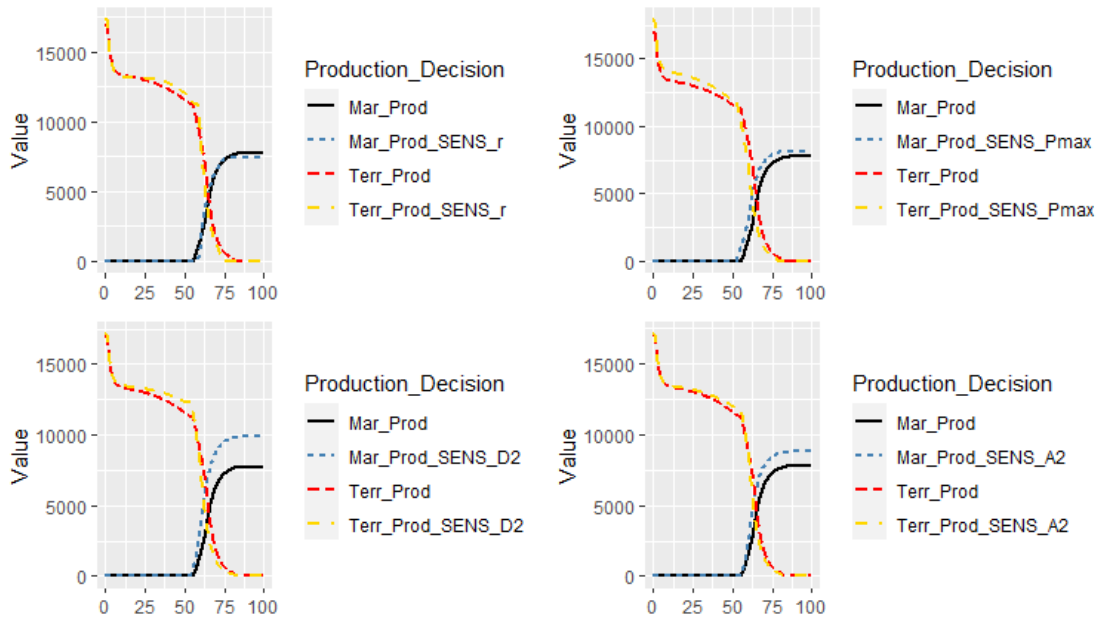 Value
15000
10000
5000
0
0 25 50 75 100
Production_Decision
Mar_Prod
Mar_Prod_SENS_r
Terr_Prod
Terr_Prod_SENS_r
Value
15000
10000
5000
0
0 25 50 75 100
Production_Decision
Mar_Prod
Mar_Prod_SENS_Pmax
Terr_Prod
Terr_Prod_SENS_Pmax
Value
15000
10000
5000
0
0 25 50 75 100
Production_Decision
Mar_Prod
Mar_Prod_SENS_D2
Terr_Prod
Terr_Prod_SENS_D2
Value
15000
10000
5000
0
0 25 50 75 100
Production_Decision
Mar_Prod
Mar_Prod_SENS_A2
Terr_Prod
Terr_Prod_SENS_A2